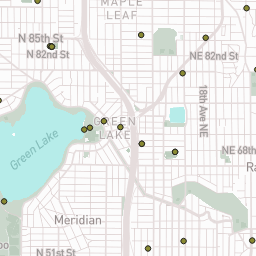 MAPLE
LEAF
N 85th St
N 82nd St
NE 82nd St
18th Ave NE
GREEN
LAKE
Green Lake
NE 68th
Ra
Meridian
N 51st St